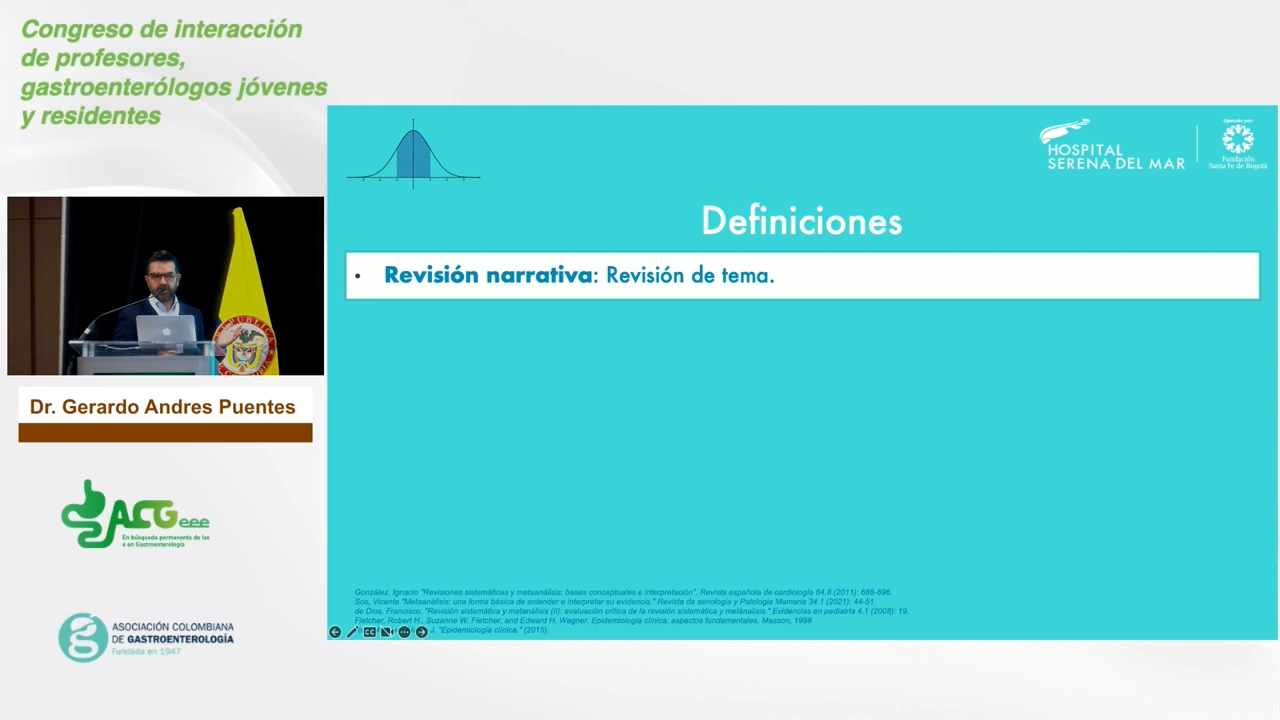 Congreso de interacción
de profesores,
gastroenterólogos jóvenes
y residentes
HOSPITAL
SERENA DEL MAR
Operado por:
Fundación
Santa Fe de Bogotá
Definiciones
• Revisión narrativa: Revisión de tema.
Dr. Gerardo Andres Puentes
ACGeee
En búsqueda permanente de las
e en Gastroenterología
ASOCIACIÓN COLOMBIANA
DE GASTROENTEROLOGÍA
Fundada en 1947
González, Ignacio "Revisiones sistemáticas y metaanálisis: bases conceptuales e interpretación". Revista española de cardiología 64.8 (2011): 688-696.
Sos, Vicente "Metaanálisis: una forma básica de entender e interpretar su evidencia." Revista de senología y Patología Mamaria 34.1 (2021): 44-51
de Dios, Francisco. "Revisión sistemática y metanálisis (II): evaluación crítica de la revisión sistemática y metánalisis." Evidencias en pediatría 4.1 (2008): 19.
Fletcher, Robert H., Suzanne W. Fletcher, and Edward H. Wagner. Epidemiología clínica: aspectos fundamentales. Masson, 1998
J. "Epidemiología clínica." (2015).